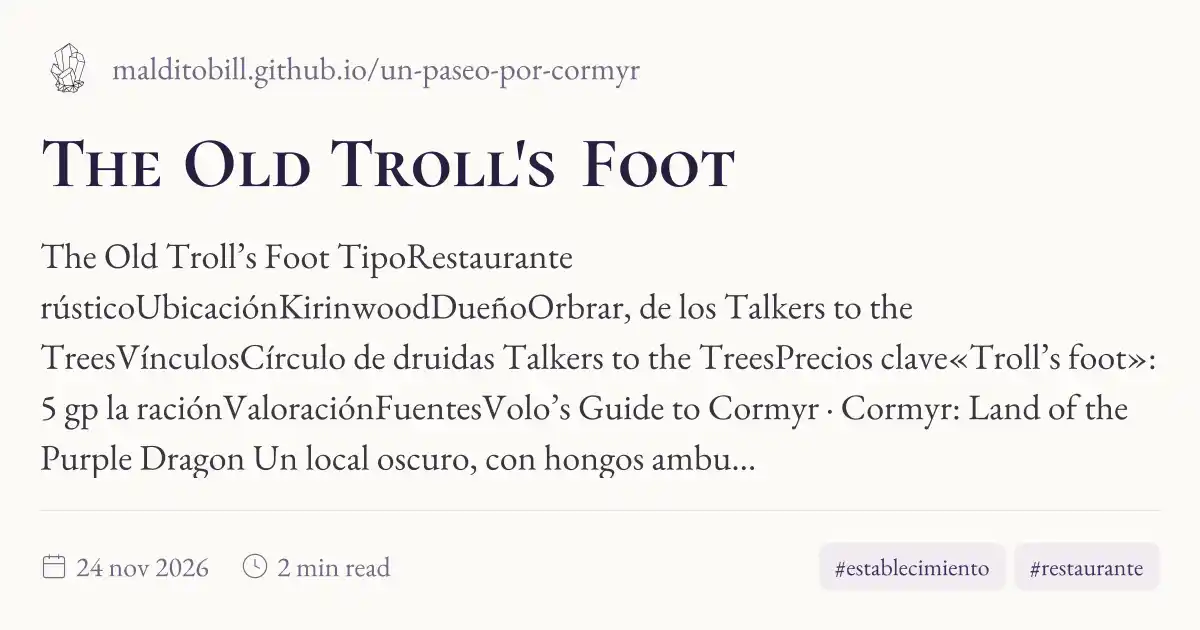 malditobill.github.io/un-paseo-por-cormyr
The Old Troll's Foot
The Old Troll’s Foot TipoRestaurante
rústicoUbicaciónKirinwoodDueñoOrbrar, de los Talkers to the
TreesVínculosCírculo de druidas Talkers to the TreesPrecios clave«Troll’s foot»:
5 gp la raciónValoraciónFuentesVolo’s Guide to Cormyr · Cormyr: Land of the
Purple Dragon Un local oscuro, con hongos ambu...
24 nov 2026
2 min read
#establecimiento
#restaurante